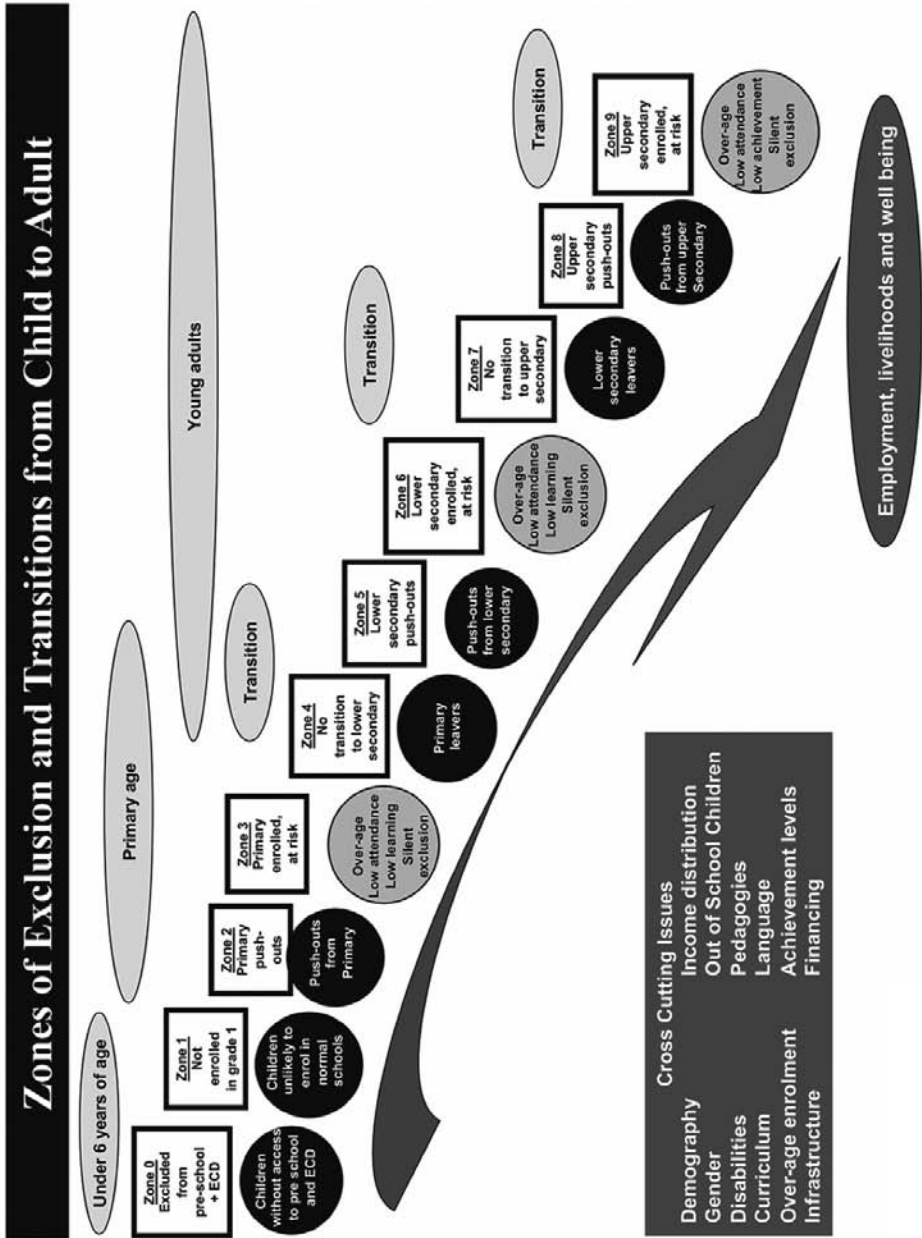 Zones of Exclusion and Transitions from Child to Adult
Under 6 years of age
Primary age
Young adults
Transition
Transition
Transition
Zone 0
Excluded
from
pre-school
+ ECD
Children
without access
to pre school
and ECD
Zone 1
Not
enrolled
in grade 1
Children
unlikely to
enrol in
normal
schools
Zone 2
Primary
push-
outs
Push-outs
from
Primary
Zone 3
Primary
enrolled,
at risk
Over-age
Low attendance
Low learning
Silent
exclusion
Zone 4
No
transition
to lower
secondary
Primary
leavers
Zone 5
Lower
secondary
push-outs
Push-outs
from lower
secondary
Zone 6
Lower
secondary
enrolled,
at risk
Over-age
Low attendance
Low learning
Silent
exclusion
Zone 7
No
transition
to upper
secondary
Lower
secondary
leavers
Zone 8
Upper
secondary
push-outs
Push-outs
from upper
Secondary
Zone 9
Upper
secondary
enrolled,
at risk
Over-age
Low attendance
Low achievement
Silent
exclusion
Cross Cutting Issues
Demography Income distribution
Gender Out of School Children
Disabilities Pedagogies
Curriculum Language
Over-age enrolment Achievement levels
Infrastructure Financing
Employment, livelihoods and well being